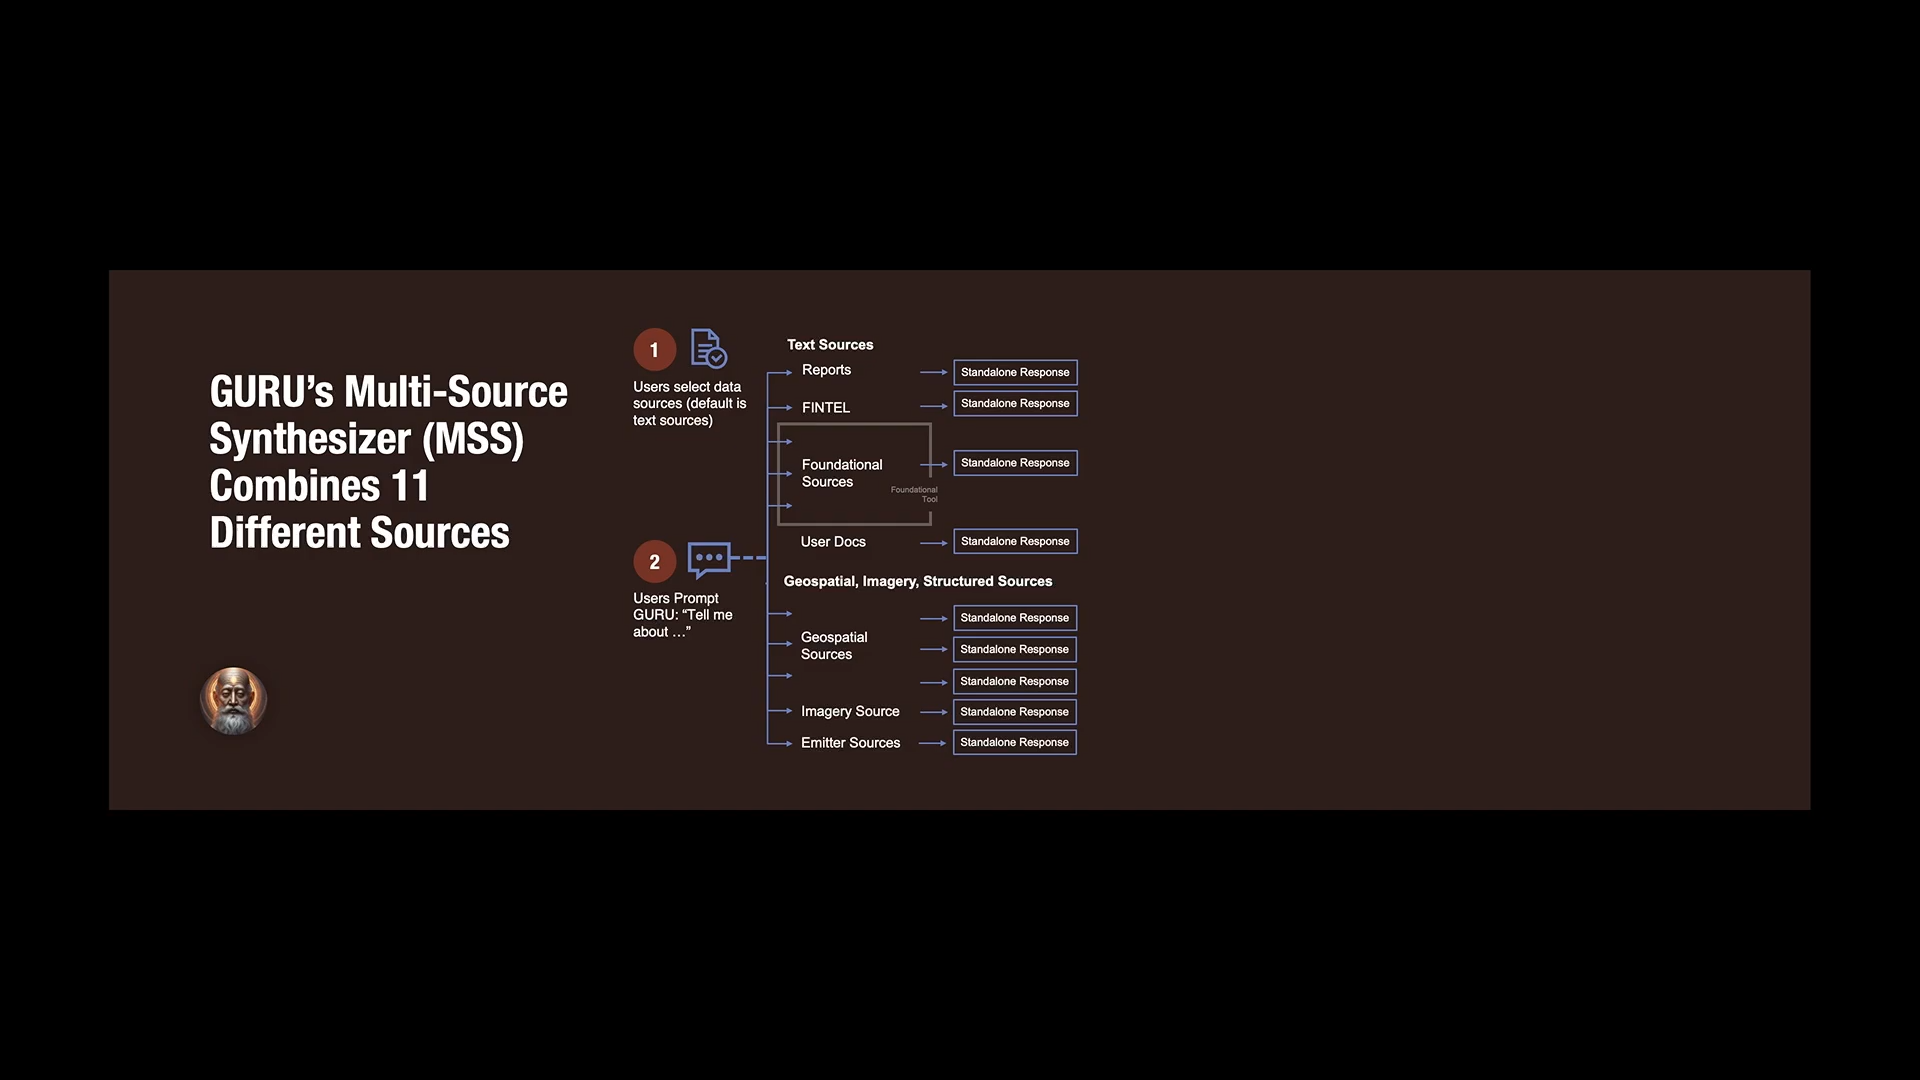 GURU’s Multi-Source
Synthesizer (MSS)
Combines 11
Different Sources
1
Users select data
sources (default is
text sources)
2
Users Prompt
GURU: “Tell me
about …”
Text Sources
Reports
Standalone Response
FINTEL
Standalone Response
Foundational
Sources
Standalone Response
Foundational
Tool
User Docs
Standalone Response
Geospatial, Imagery, Structured Sources
Standalone Response
Geospatial
Sources
Standalone Response
Standalone Response
Imagery Source
Standalone Response
Emitter Sources
Standalone Response